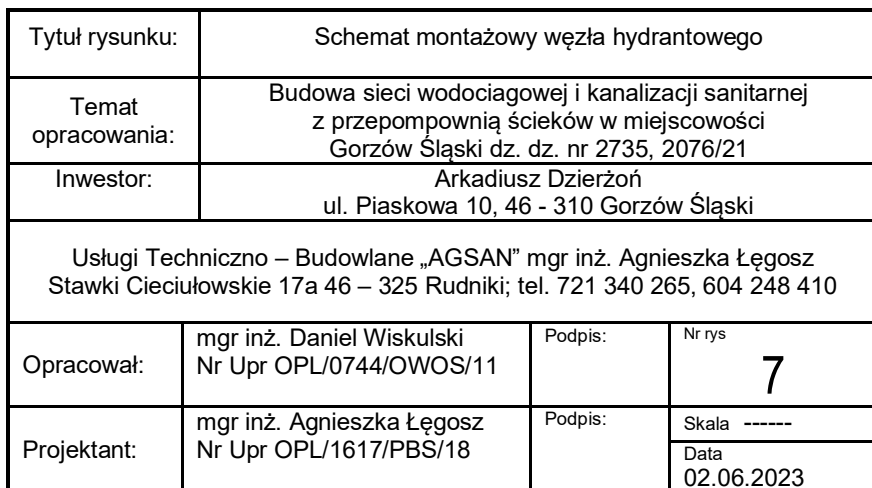 Tytuł rysunku:
Schemat montażowy węzła hydrantowego
Temat
opracowania:
Budowa sieci wodociagowej i kanalizacji sanitarnej
z przepompownią ścieków w miejscowości
Gorzów Śląski dz. dz. nr 2735, 2076/21
Inwestor:
Arkadiusz Dzierżoń
ul. Piaskowa 10, 46 - 310 Gorzów Śląski
Usługi Techniczno – Budowlane „AGSAN” mgr inż. Agnieszka Łęgosz
Stawki Cieciułowskie 17a 46 – 325 Rudniki; tel. 721 340 265, 604 248 410
Opracował:
mgr inż. Daniel Wiskulski
Nr Upr OPL/0744/OWOS/11
Podpis:
Nr rys
7
Projektant:
mgr inż. Agnieszka Łęgosz
Nr Upr OPL/1617/PBS/18
Podpis:
Skala ------
Data
02.06.2023